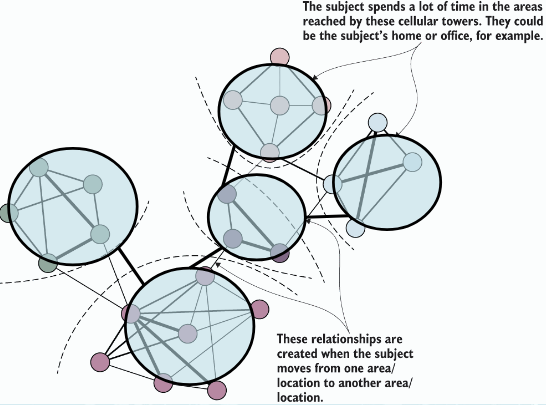 The subject spends a lot of time in the areas
reached by these cellular towers. They could
be the subject's home or office, for example.
These relationships are
created when the subject
moves from one area/
location to another area/
location.